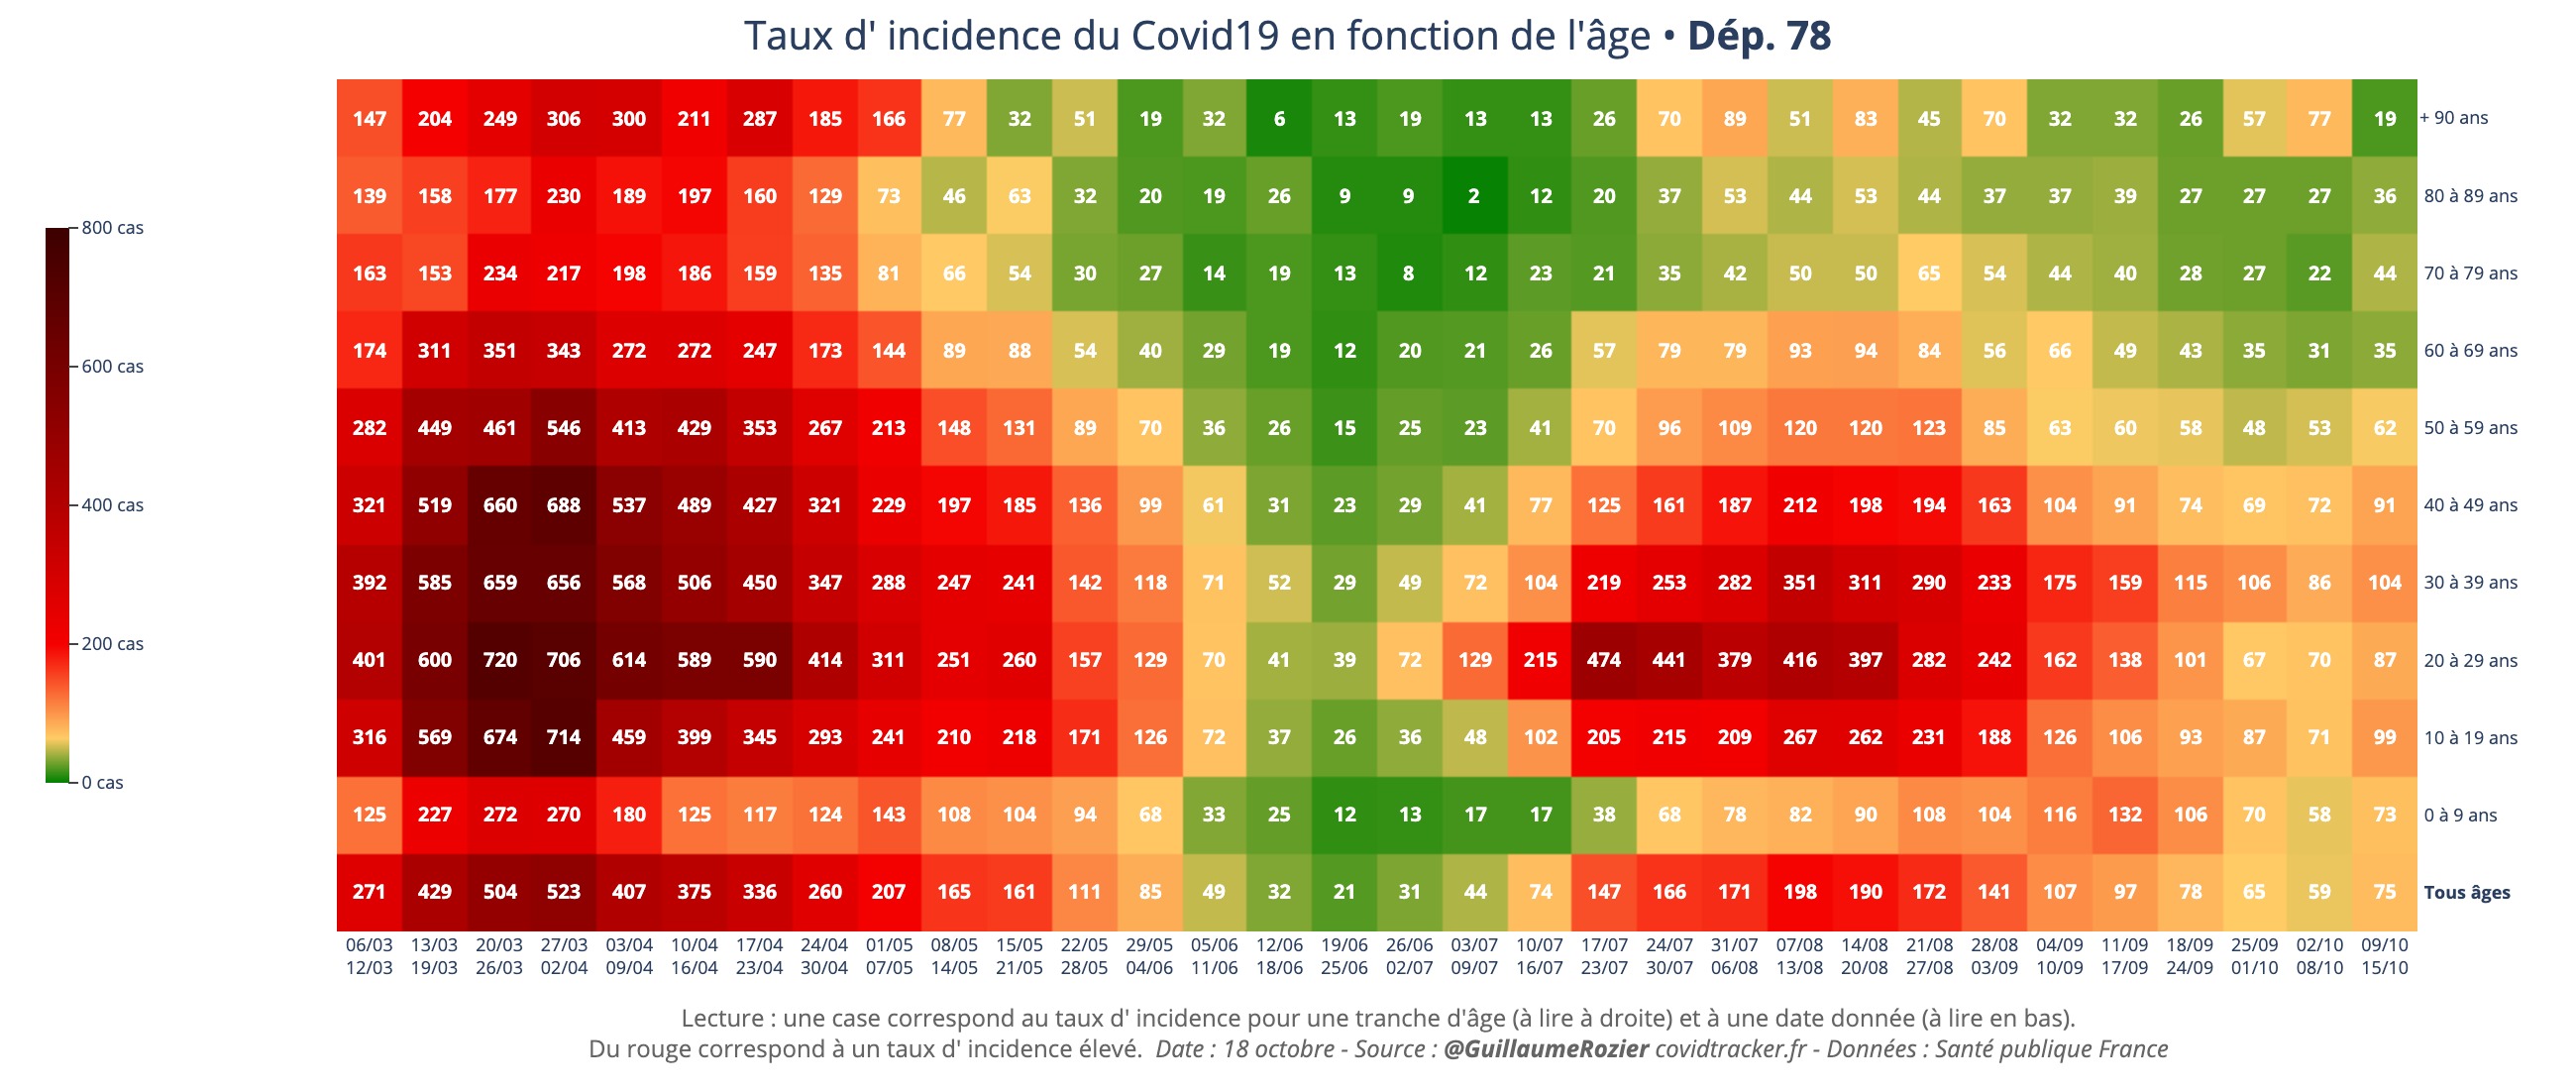 Taux d' incidence du Covid19 en fonction de l'âge • Dép. 78
147 204 249 306 300 211 287 185 166 77 32 51 19 32 6 13 19 13 13 26 70 89 51 83 45 70 32 32 26 57 77 19 + 90 ans
139 158 177 230 189 197 160 129 73 46 63 32 20 19 26 9 9 2 12 20 37 53 44 53 44 37 37 39 27 27 27 36 80 à 89 ans
800 cas
163 153 234 217 198 186 159 135 81 66 54 30 27 14 19 13 8 12 23 21 35 42 50 50 65 54 44 40 28 27 22 44 70 à 79 ans
174 311 351 343 272 272 247 173 144 89 88 54 40 29 19 12 20 21 26 57 79 79 93 94 84 56 66 49 43 35 31 35 60 à 69 ans
600 cas
282 449 461 546 413 429 353 267 213 148 131 89 70 36 26 15 25 23 41 70 96 109 120 120 123 85 63 60 58 48 53 62 50 à 59 ans
400 cas
321 519 660 688 537 489 427 321 229 197 185 136 99 61 31 23 29 41 77 125 161 187 212 198 194 163 104 91 74 69 72 91 40 à 49 ans
392 585 659 656 568 506 450 347 288 247 241 142 118 71 52 29 49 72 104 219 253 282 351 311 290 233 175 159 115 106 86 104 30 à 39 ans
200 cas
401 600 720 706 614 589 590 414 311 251 260 157 129 70 41 39 72 129 215 474 441 379 416 397 282 242 162 138 101 67 70 87 20 à 29 ans
316 569 674 714 459 399 345 293 241 210 218 171 126 72 37 26 36 48 102 205 215 209 267 262 231 188 126 106 93 87 71 99 10 à 19 ans
0 cas
125 227 272 270 180 125 117 124 143 108 104 94 68 33 25 12 13 17 17 38 68 78 82 90 108 104 116 132 106 70 58 73 0 à 9 ans
271 429 504 523 407 375 336 260 207 165 161 111 85 49 32 21 31 44 74 147 166 171 198 190 172 141 107 97 78 65 59 75 Tous âges
06/03 13/03 20/03 27/03 03/04 10/04 17/04 24/04 01/05 08/05 15/05 22/05 29/05 05/06 12/06 19/06 26/06 03/07 10/07 17/07 24/07 31/07 07/08 14/08 21/08 28/08 04/09 11/09 18/09 25/09 02/10 09/10
12/03 19/03 26/03 02/04 09/04 16/04 23/04 30/04 07/05 14/05 21/05 28/05 04/06 11/06 18/06 25/06 02/07 09/07 16/07 23/07 30/07 06/08 13/08 20/08 27/08 03/09 10/09 17/09 24/09 01/10 08/10 15/10
Lecture : une case correspond au taux d' incidence pour une tranche d'âge (à lire à droite) et à une date donnée (à lire en bas).
Du rouge correspond à un taux d' incidence élevé. Date : 18 octobre - Source : @GuillaumeRozier covidtracker.fr - Données : Santé publique France